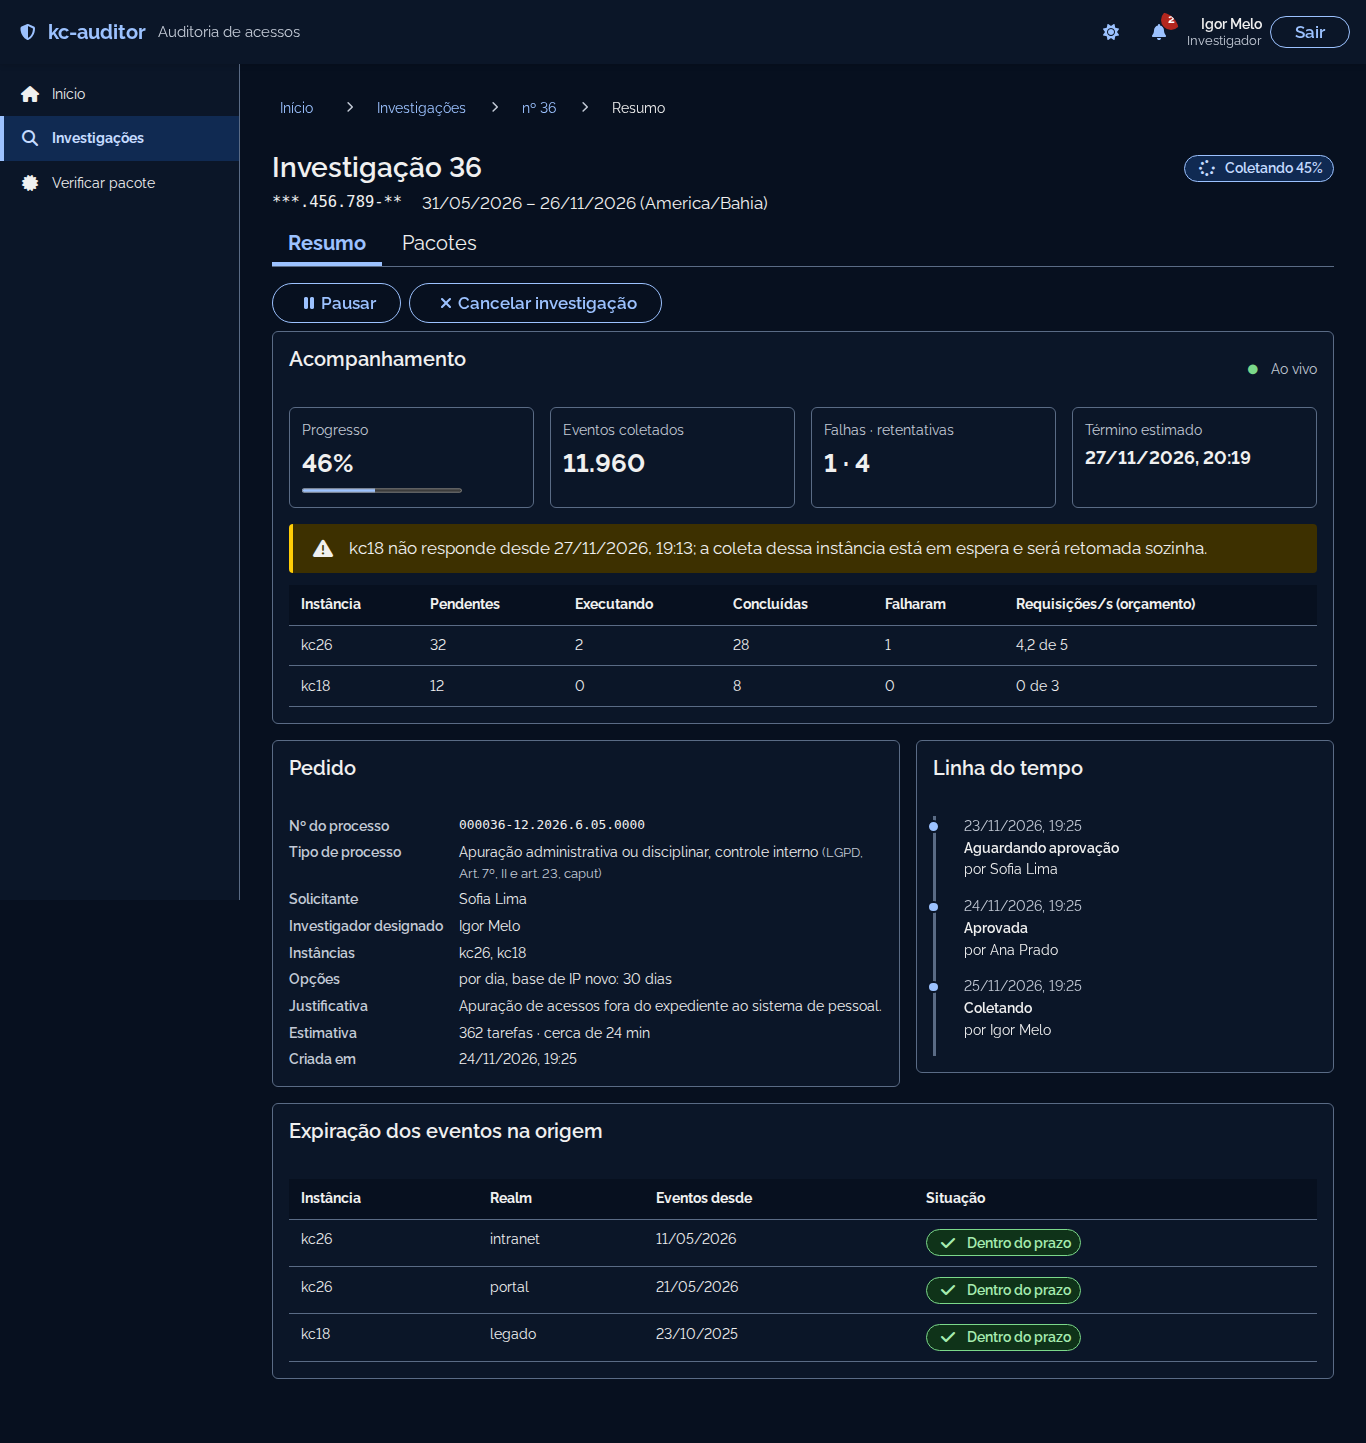 kc-auditor Auditoria de acessos
2
Igor Melo
Investigador
Sair
Início
Investigações
Verificar pacote
Início Investigações nº 36 Resumo
Investigação 36
Coletando 45%
***.456.789-** 31/05/2026 – 26/11/2026 (America/Bahia)
Resumo Pacotes
Pausar Cancelar investigação
Acompanhamento
Ao vivo
Progresso
46%
Eventos coletados
11.960
Falhas · retentativas
1 · 4
Término estimado
27/11/2026, 20:19
kc18 não responde desde 27/11/2026, 19:13; a coleta dessa instância está em espera e será retomada sozinha.
Instância Pendentes Executando Concluídas Falharam Requisições/s (orçamento)
kc26 32 2 28 1 4,2 de 5
kc18 12 0 8 0 0 de 3
Pedido
Nº do processo 000036-12.2026.6.05.0000
Tipo de processo Apuração administrativa ou disciplinar, controle interno (LGPD,
Art. 7º, II e art. 23, caput)
Solicitante Sofia Lima
Investigador designado Igor Melo
Instâncias kc26, kc18
Opções por dia, base de IP novo: 30 dias
Justificativa Apuração de acessos fora do expediente ao sistema de pessoal.
Estimativa 362 tarefas · cerca de 24 min
Criada em 24/11/2026, 19:25
Linha do tempo
23/11/2026, 19:25
Aguardando aprovação
por Sofia Lima
24/11/2026, 19:25
Aprovada
por Ana Prado
25/11/2026, 19:25
Coletando
por Igor Melo
Expiração dos eventos na origem
Instância Realm Eventos desde Situação
kc26 intranet 11/05/2026 Dentro do prazo
kc26 portal 21/05/2026 Dentro do prazo
kc18 legado 23/10/2025 Dentro do prazo